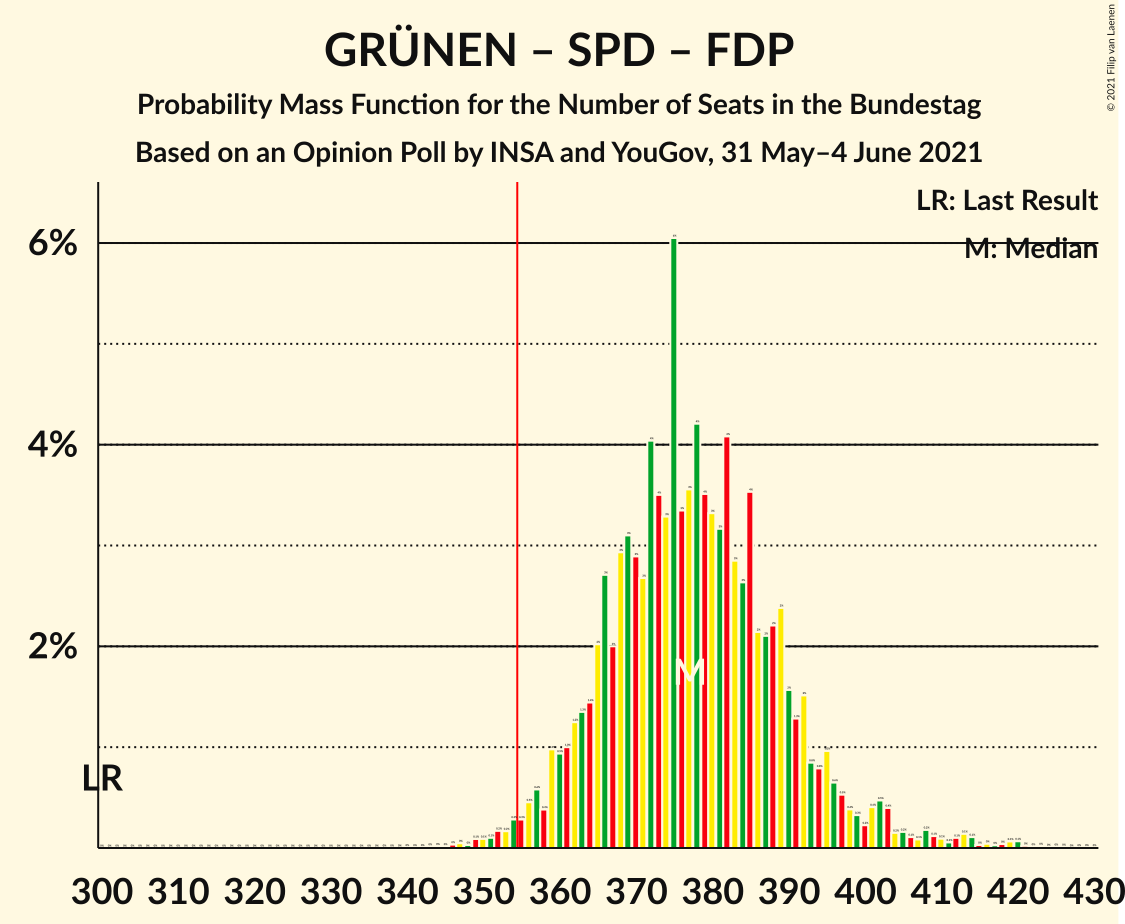 GRÜNEN – SPD – FDP
Probability Mass Function for the Number of Seats in the Bundestag
Based on an Opinion Poll by INSA and YouGov, 31 May–4 June 2021
© 2021 Filip van Laenen
LR: Last Result
M: Median
6%
4%
2%
LR
M
300 310 320 330 340 350 360 370 380 390 400 410 420 430